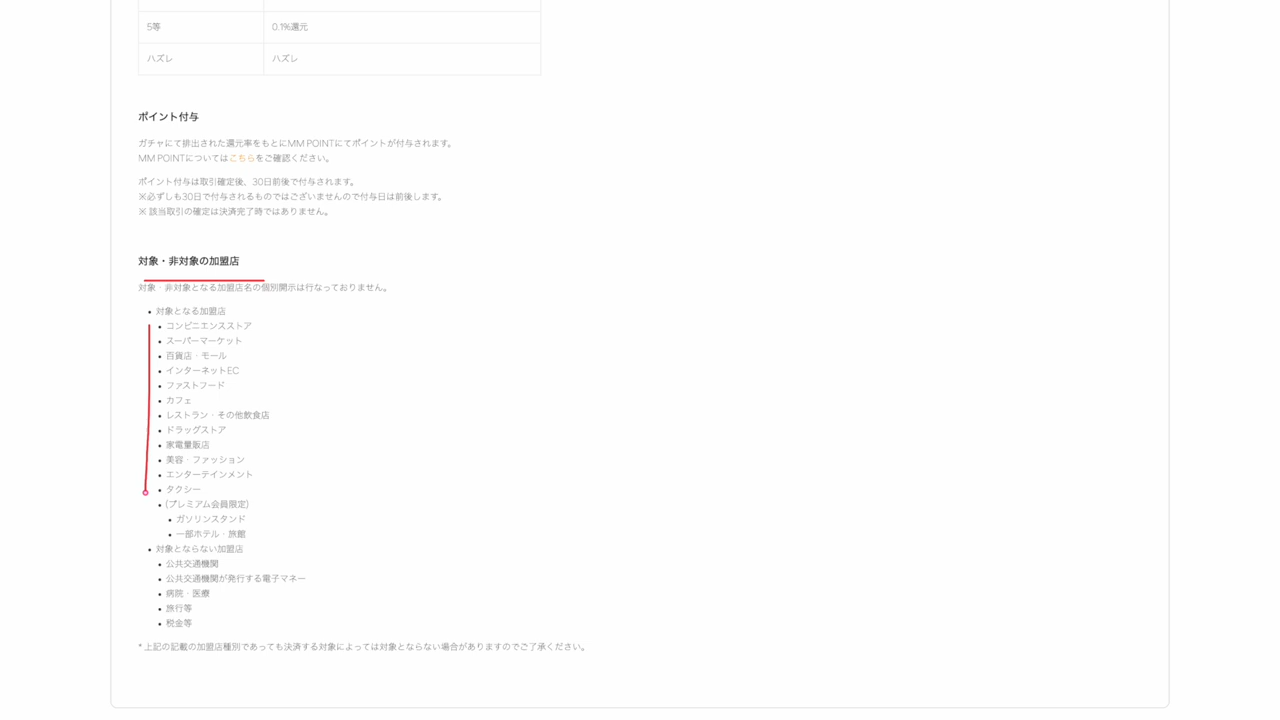 5等 0.1%還元
ハズレ ハズレ
ポイント付与
ガチャにて排出された還元率をもとにMM POINTにてポイントが付与されます。
MM POINTについてはこちらをご確認ください。
ポイント付与は取引確定後、30日前後で付与されます。
※必ずしも30日で付与されるものではございませんので付与日は前後します。
※ 該当取引の確定は決済完了時ではありません。
対象・非対象の加盟店
対象・非対象となる加盟店名の個別開示は行なっておりません。
• 対象となる加盟店
• コンビニエンスストア
• スーパーマーケット
• 百貨店・モール
• インターネットEC
• ファストフード
• カフェ
• レストラン・その他飲食店
• ドラッグストア
• 家電量販店
• 美容・ファッション
• エンターテインメント
• タクシー
• (プレミアム会員限定)
• ガソリンスタンド
• 一部ホテル・旅館
• 対象とならない加盟店
• 公共交通機関
• 公共交通機関が発行する電子マネー
• 病院・医療
• 旅行等
• 税金等
* 上記の記載の加盟店種別であっても決済する対象によっては対象とならない場合がありますのでご了承ください。